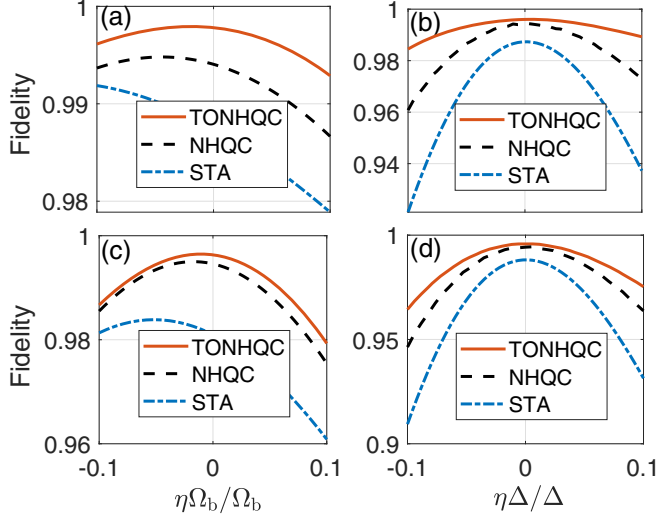 (a)
1
0.99
0.98
Fidelity
TONHQC
NHQC
STA
(b)
1
0.98
0.96
0.94
TONHQC
NHQC
STA
(c)
1
0.98
0.96
Fidelity
TONHQC
NHQC
STA
-0.1 0 0.1
ηΩb/Ωb
(d)
1
0.95
0.9
TONHQC
NHQC
STA
-0.1 0 0.1
ηΔ/Δ